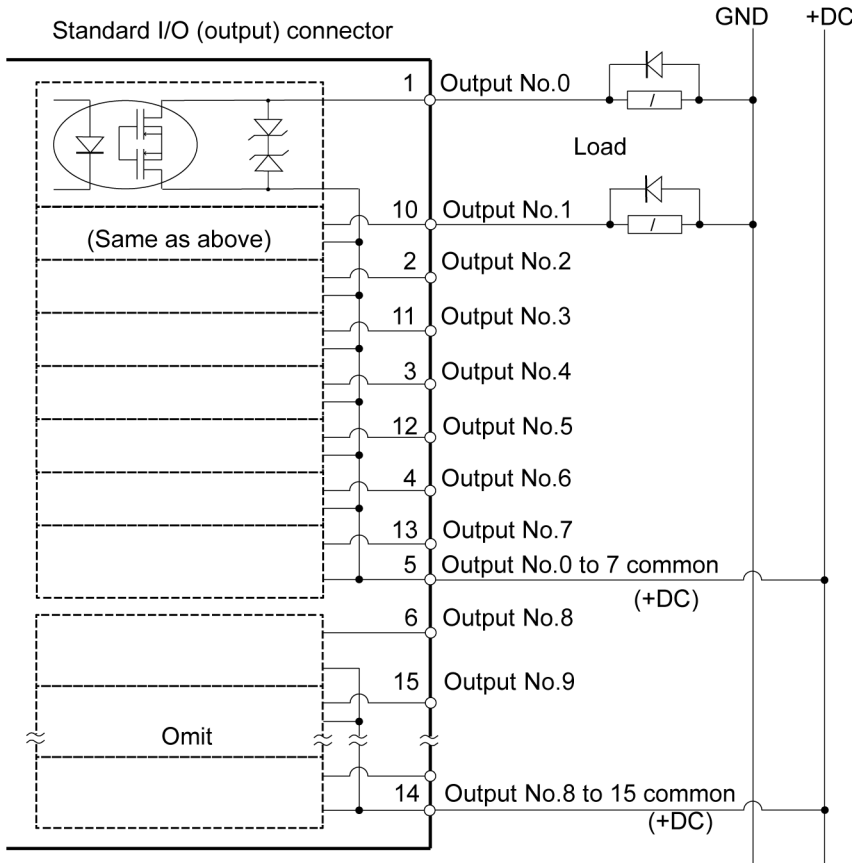 GND +DC
Standard I/O (output) connector
1 Output No.0
Load
10 Output No.1
(Same as above)
2 Output No.2
11 Output No.3
3 Output No.4
12 Output No.5
4 Output No.6
13 Output No.7
5 Output No.0 to 7 common
(+DC)
6 Output No.8
15 Output No.9
Omit
14 Output No.8 to 15 common
(+DC)